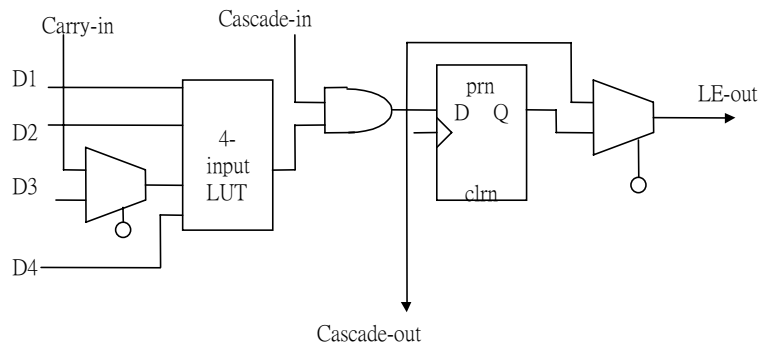 Carry-in
Cascade-in
D1
D2
D3
D4
4-
input
LUT
prn
D Q
clrn
LE-out
Cascade-out